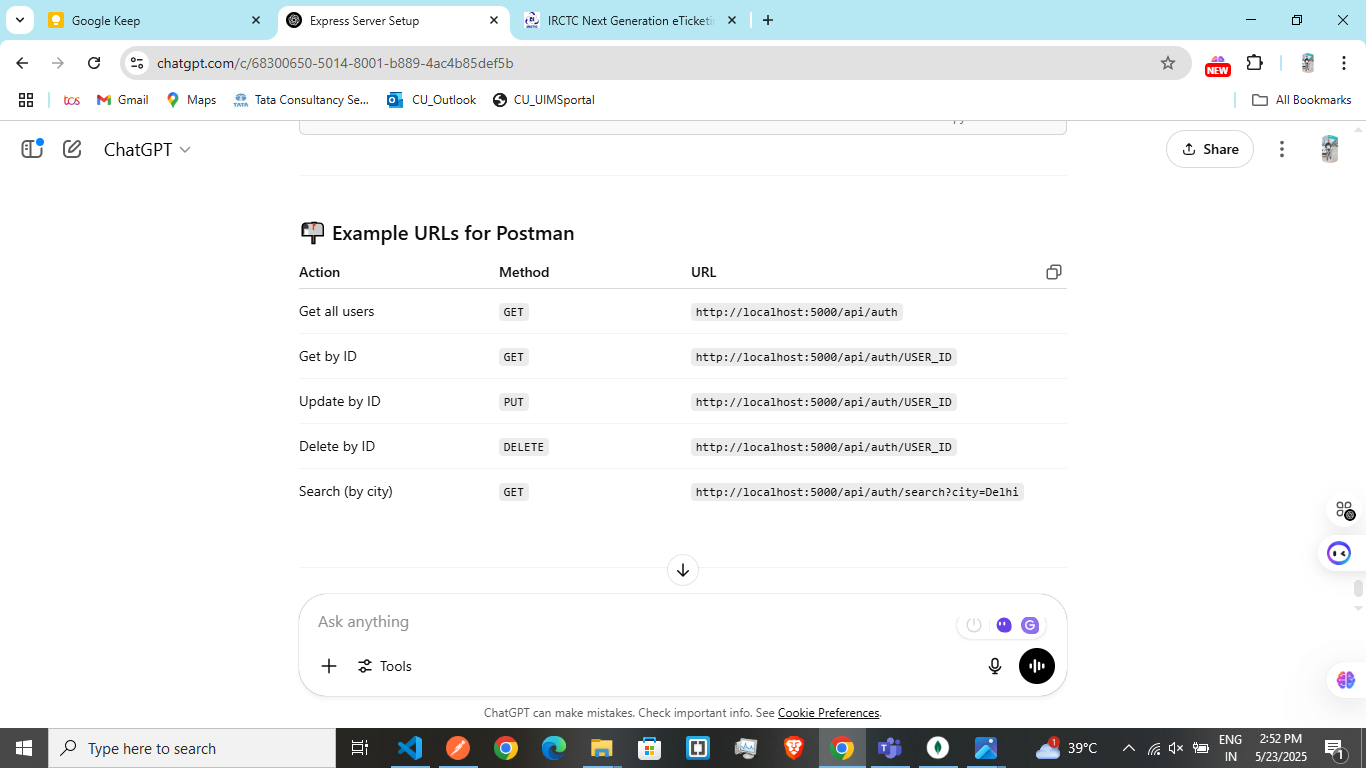 Google Keep
Express Server Setup
IRCTC Next Generation eTicketi
chatgpt.com/c/68300650-5014-8001-b889-4ac4b85def5b
NEW
tcs
Gmail
Maps
TATA
Tata Consultancy Se...
CU_Outlook
CU_UIMSportal
All Bookmarks
ChatGPT
Share
📬 Example URLs for Postman
Action Method URL
Get all users GET http://localhost:5000/api/auth
Get by ID GET http://localhost:5000/api/auth/USER_ID
Update by ID PUT http://localhost:5000/api/auth/USER_ID
Delete by ID DELETE http://localhost:5000/api/auth/USER_ID
Search (by city) GET http://localhost:5000/api/auth/search?city=Delhi
Ask anything
G
Tools
ChatGPT can make mistakes. Check important info. See Cookie Preferences.
Type here to search
1
39°C
ENG
IN
2:52 PM
5/23/2025
1